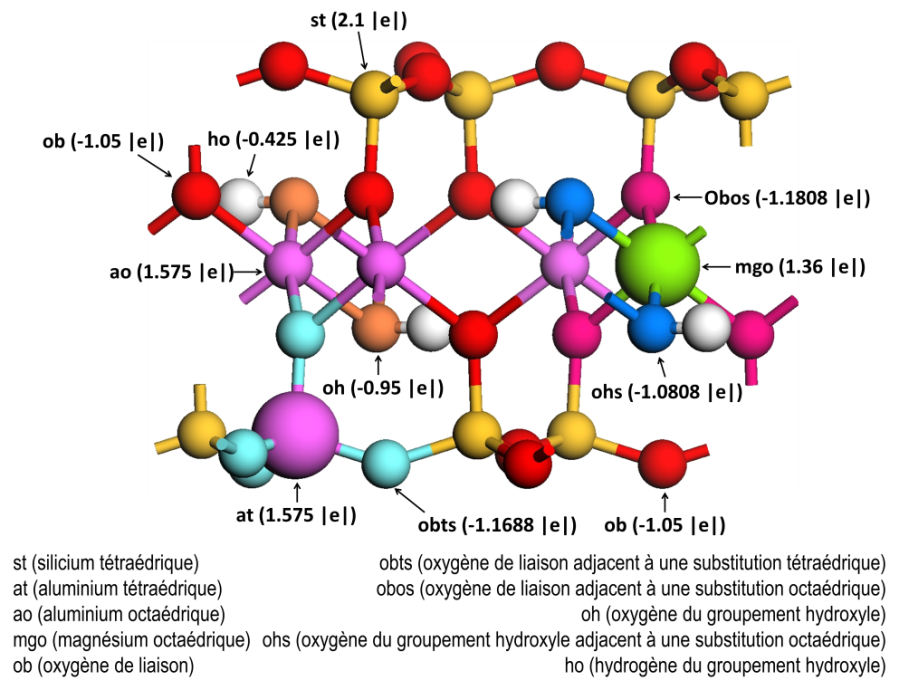 st (2.1 |e|)
ob (-1.05 |e|)
ho (-0.425 |e|)
Obos (-1.1808 |e|)
ao (1.575 |e|)
mgo (1.36 |e|)
oh (-0.95 |e|)
ohs (-1.0808 |e|)
at (1.575 |e|)
obts (-1.1688 |e|)
ob (-1.05 |e|)
st (silicium tétraédrique)
at (aluminium tétraédrique)
ao (aluminium octaédrique)
mgo (magnésium octaédrique)
ob (oxygène de liaison)
obts (oxygène de liaison adjacent à une substitution tétraédrique)
obos (oxygène de liaison adjacent à une substitution octaédrique)
oh (oxygène du groupement hydroxyle)
ohs (oxygène du groupement hydroxyle adjacent à une substitution octaédrique)
ho (hydrogène du groupement hydroxyle)